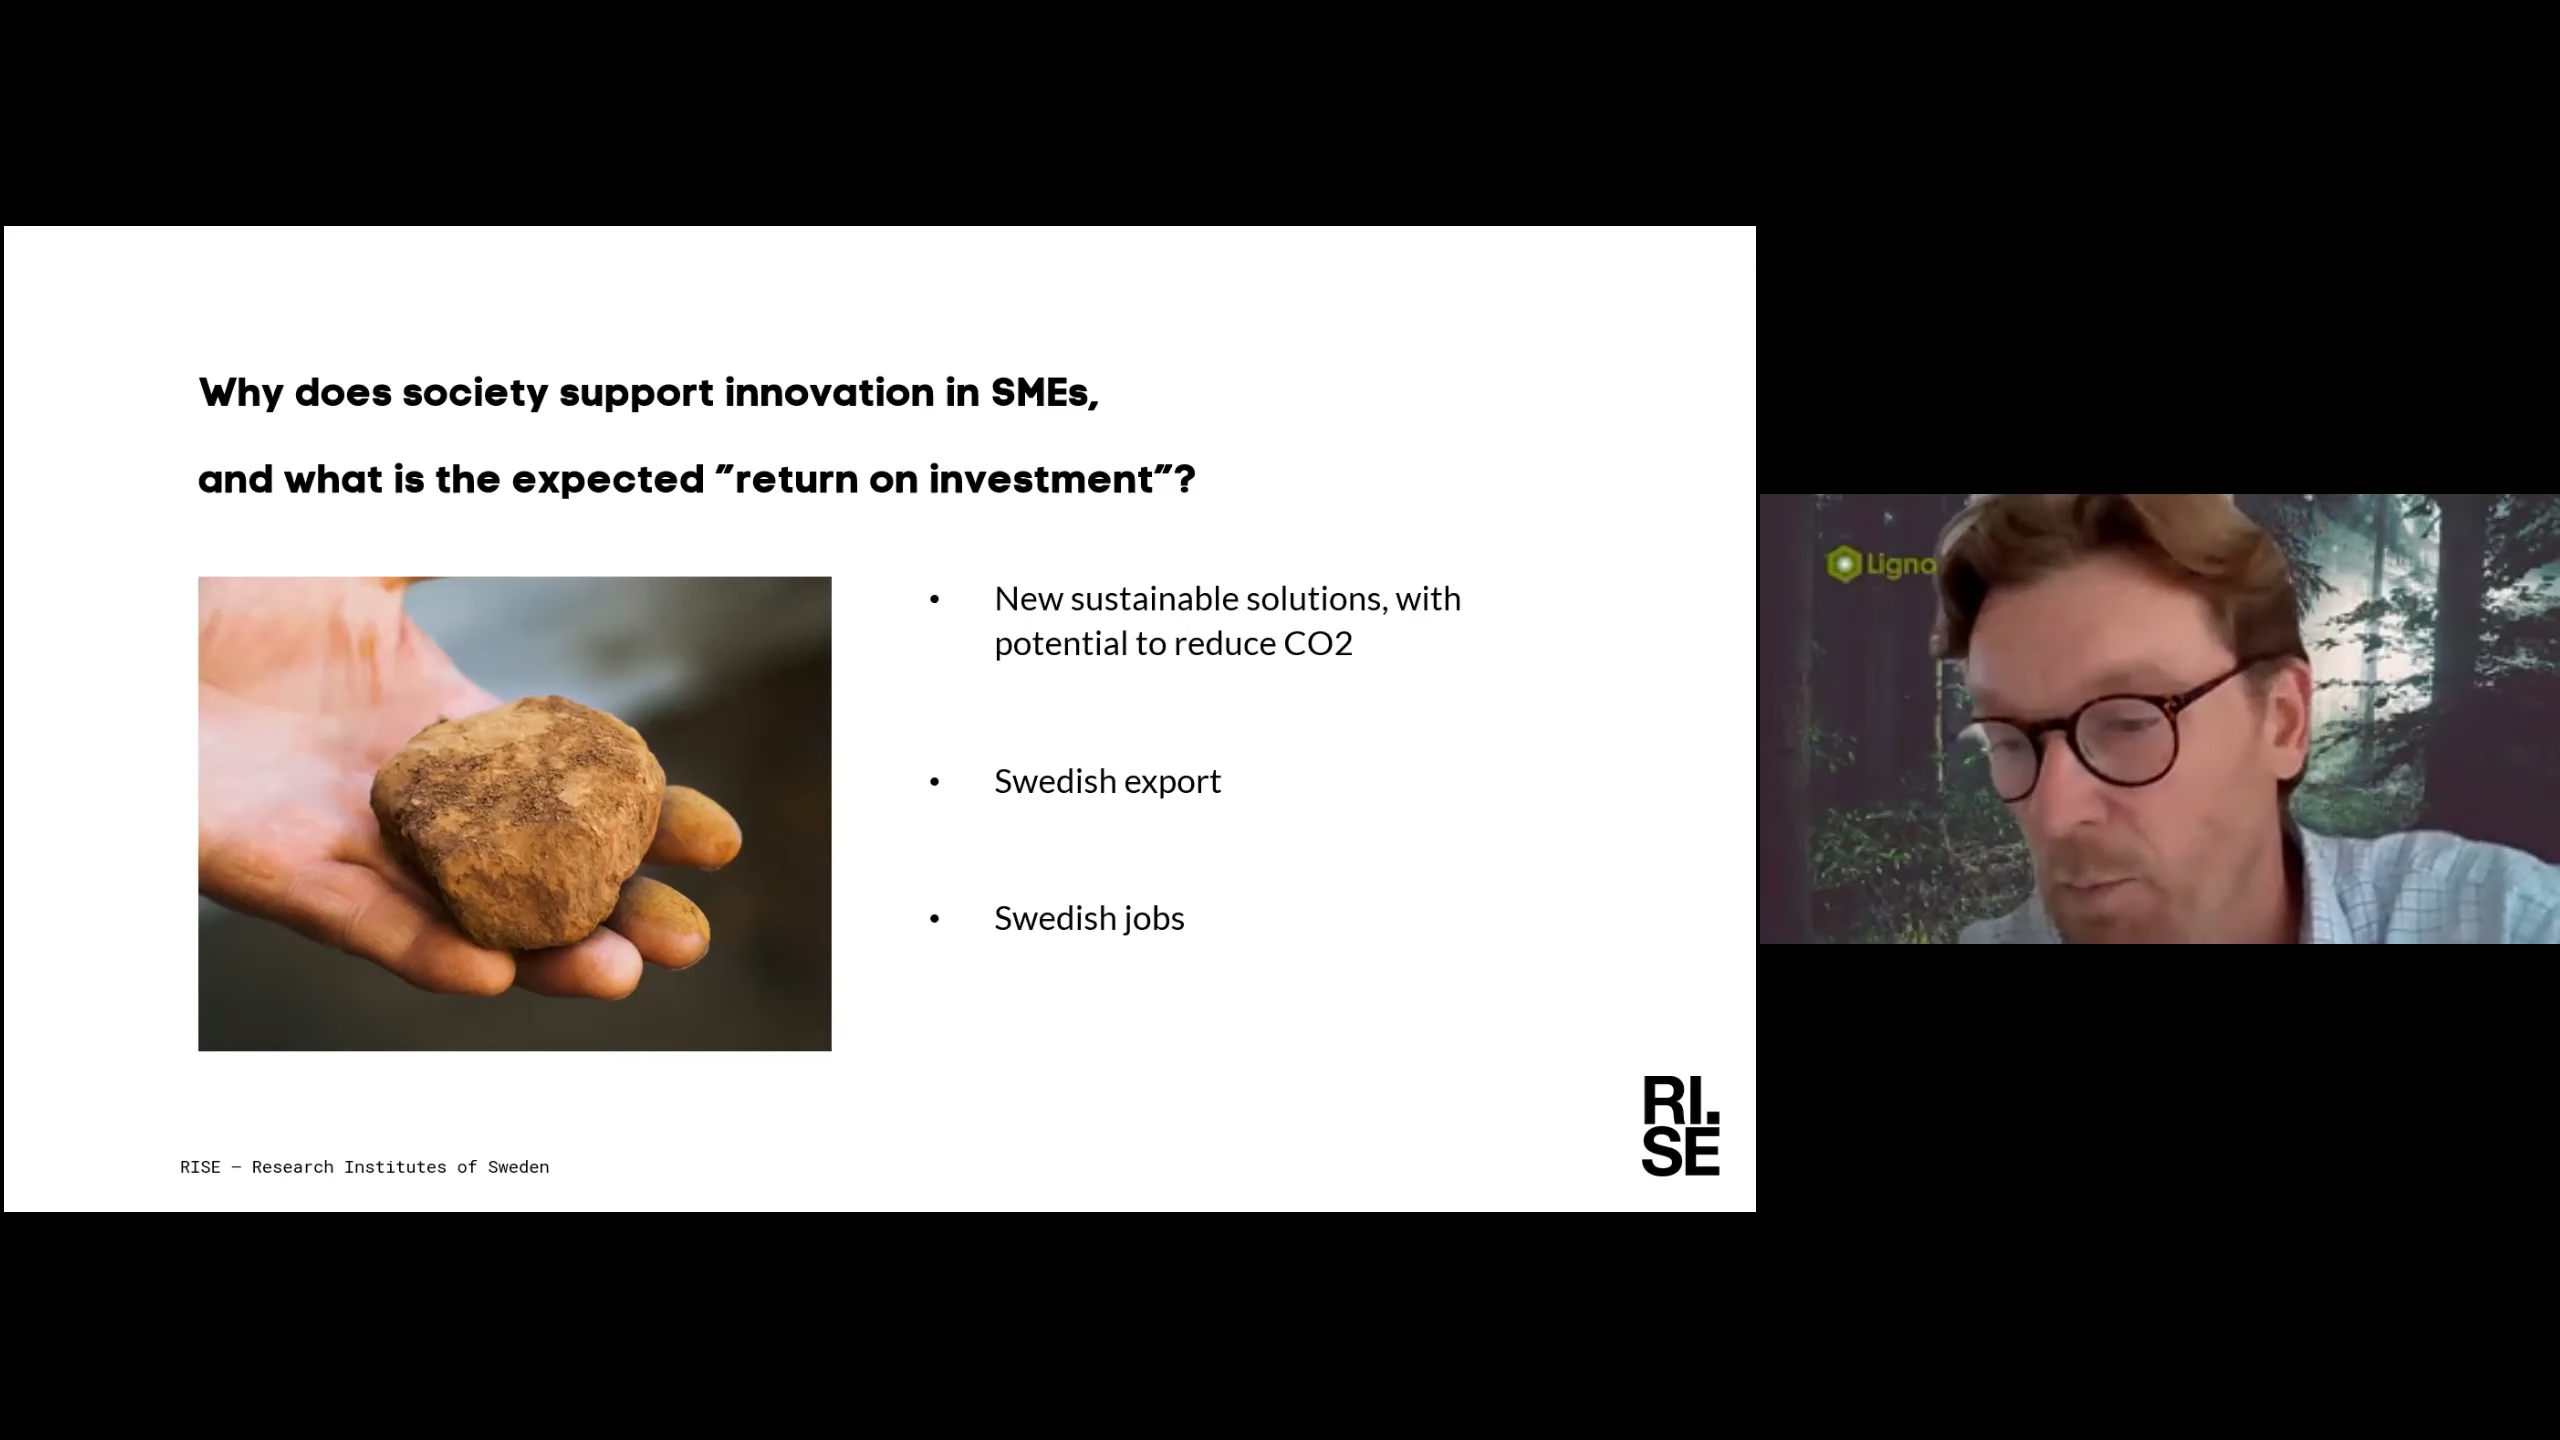 Why does society support innovation in SMEs,
and what is the expected ”return on investment”?
• New sustainable solutions, with
potential to reduce CO2
• Swedish export
• Swedish jobs
RISE — Research Institutes of Sweden
RI.
SE
Ligno